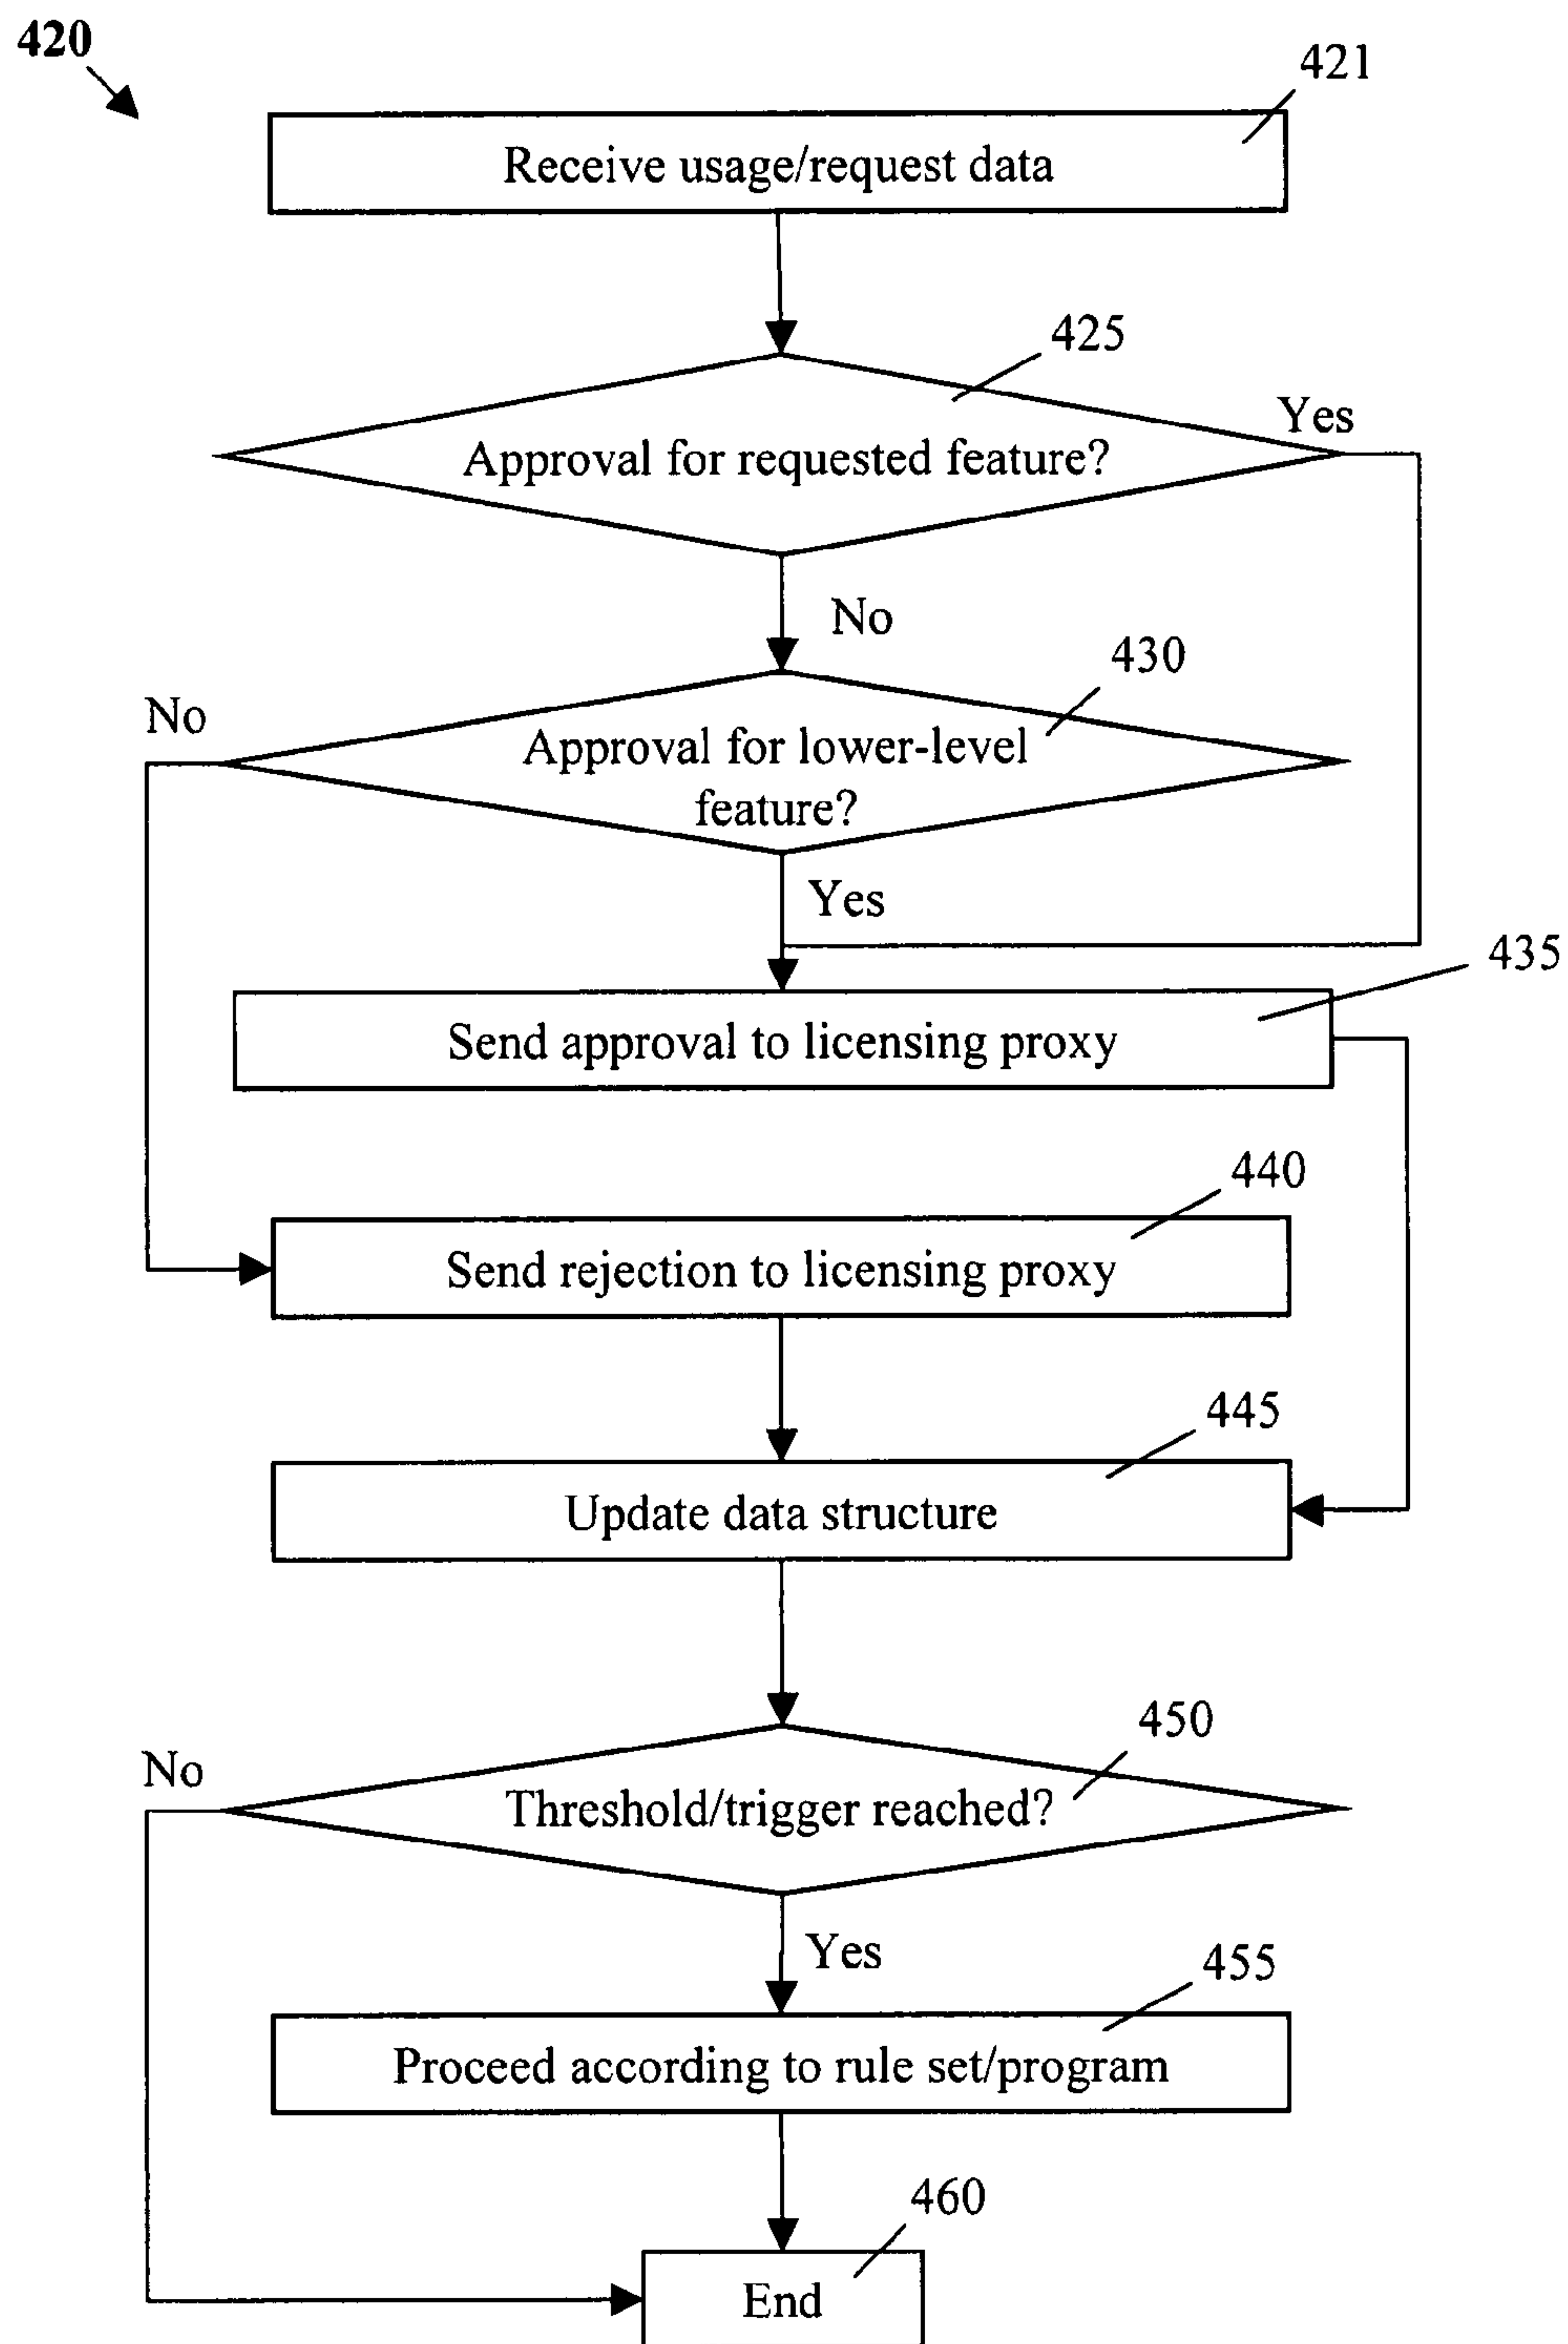 420
421
Receive usage/request data
425
Yes
Approval for requested feature?
No
430
No
Approval for lower-level
feature?
Yes
435
Send approval to licensing proxy
440
Send rejection to licensing proxy
445
Update data structure
450
No
Threshold/trigger reached?
Yes
455
Proceed according to rule set/program
460
End